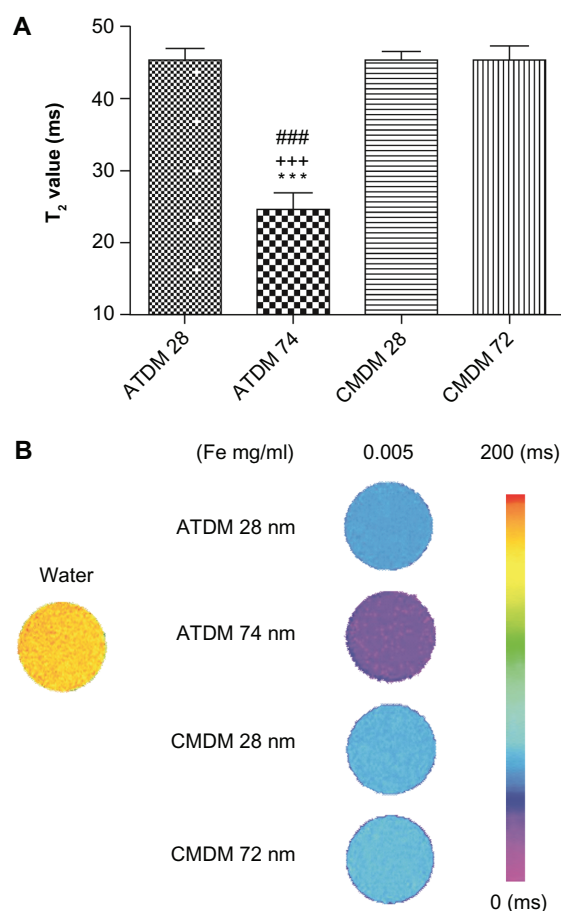 A
T2 value (ms)
50
40
30
20
10
###
+++
***
ATDM 28
ATDM 74
CMDM 28
CMDM 72
B
(Fe mg/ml) 0.005 200 (ms)
ATDM 28 nm
Water
ATDM 74 nm
CMDM 28 nm
CMDM 72 nm
0 (ms)